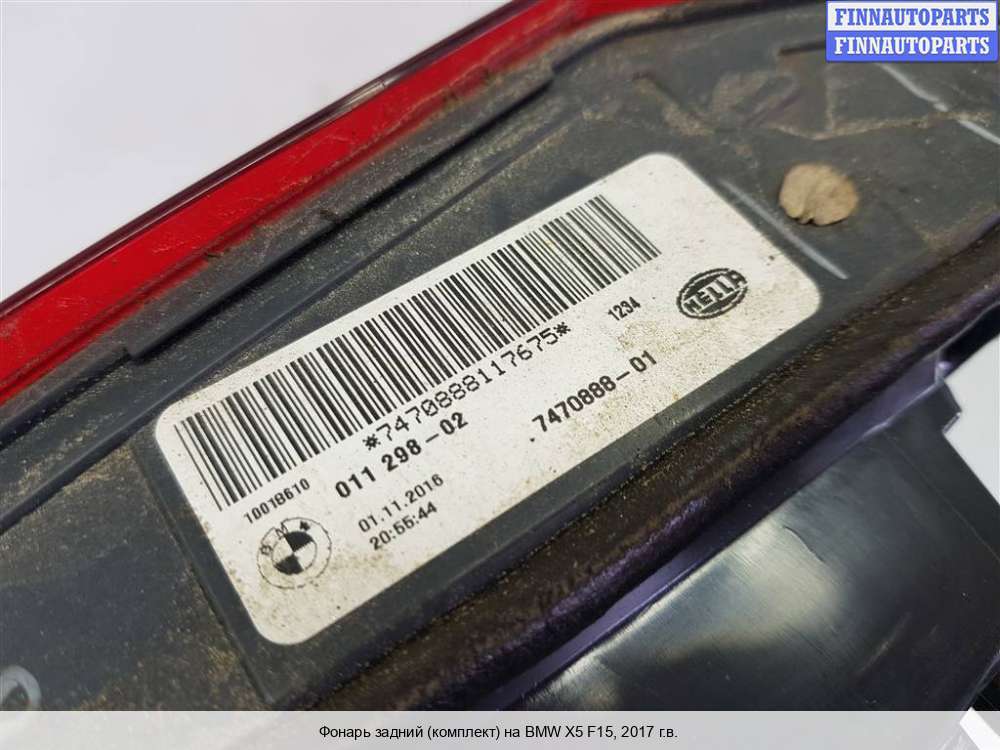 FINNAUTOPARTS
FINNAUTOPARTS
*7470888117675*
1234
HELLA
011 298-02
.7470888-01
10018610
01.11.2016
20:55:44
BMW
Фонарь задний (комплект) на BMW X5 F15, 2017 г.в.